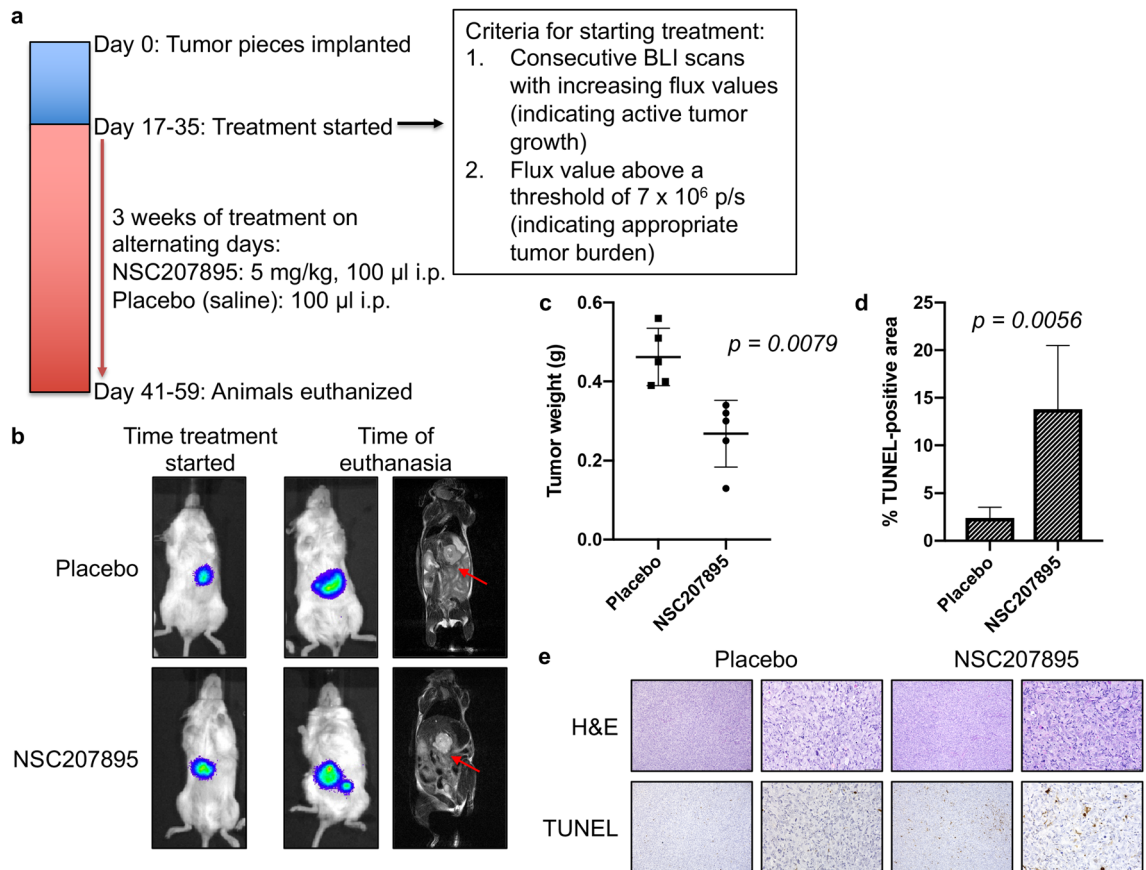 a
Day 0: Tumor pieces implanted
Day 17-35: Treatment started
3 weeks of treatment on
alternating days:
NSC207895: 5 mg/kg, 100 µl i.p.
Placebo (saline): 100 µl i.p.
Day 41-59: Animals euthanized
Criteria for starting treatment:
1. Consecutive BLI scans
with increasing flux values
(indicating active tumor
growth)
2. Flux value above a
threshold of 7 x 10⁶ p/s
(indicating appropriate
tumor burden)
b
Time treatment
started
Time of
euthanasia
Placebo
NSC207895
c
Tumor weight (g)
0.6
0.4
0.2
0.0
p = 0.0079
Placebo
NSC207895
d
% TUNEL-positive area
25
20
15
10
5
0
p = 0.0056
Placebo
NSC207895
e
Placebo
NSC207895
H&E
TUNEL